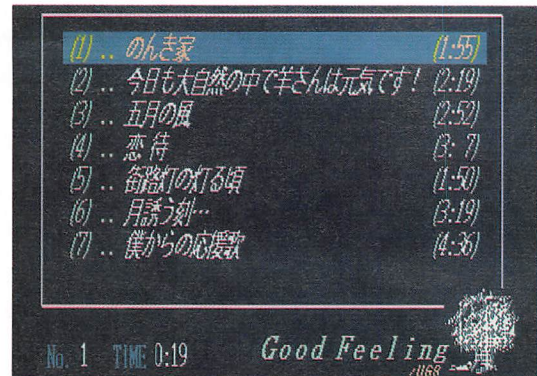 (1) .. のんき家 (1:55)
(2) .. 今日も大自然の中で羊さんは元気です! (2:19)
(3) .. 五月の風 (2:52)
(4) .. 恋待 (3: 7)
(5) .. 街路灯の灯る頃 (1:50)
(6) .. 月誘う刻… (3:19)
(7) .. 僕からの応援歌 (4:36)
No. 1 TIME 0:19
Good Feeling